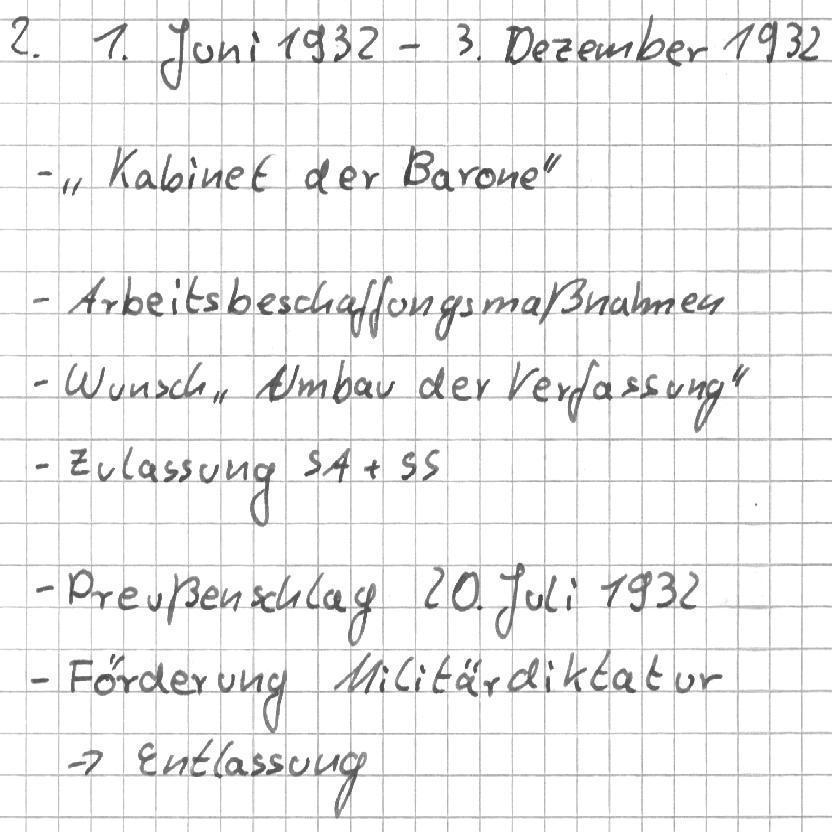 2. 1. Juni 1932 - 3. Dezember 1932
- „Kabinet der Barone"
- Arbeitsbeschaffungsmaßnahmen
- Wunsch „Umbau der Verfassung"
- Zulassung SA + SS
- Preußenschlag 20. Juli 1932
- Förderung Militärdiktatur
→ Entlassung